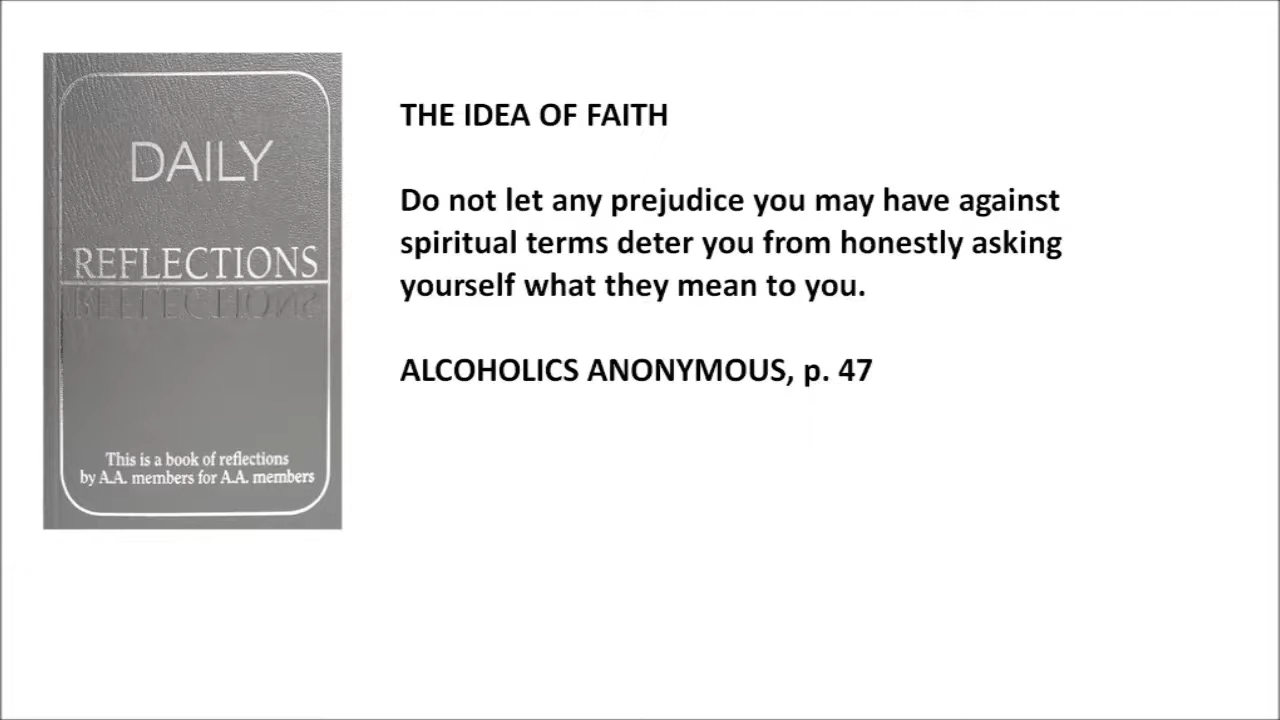 DAILY
REFLECTIONS
REFLECTIONS
This is a book of reflections
by A.A. members for A.A. members
THE IDEA OF FAITH
Do not let any prejudice you may have against
spiritual terms deter you from honestly asking
yourself what they mean to you.
ALCOHOLICS ANONYMOUS, p. 47